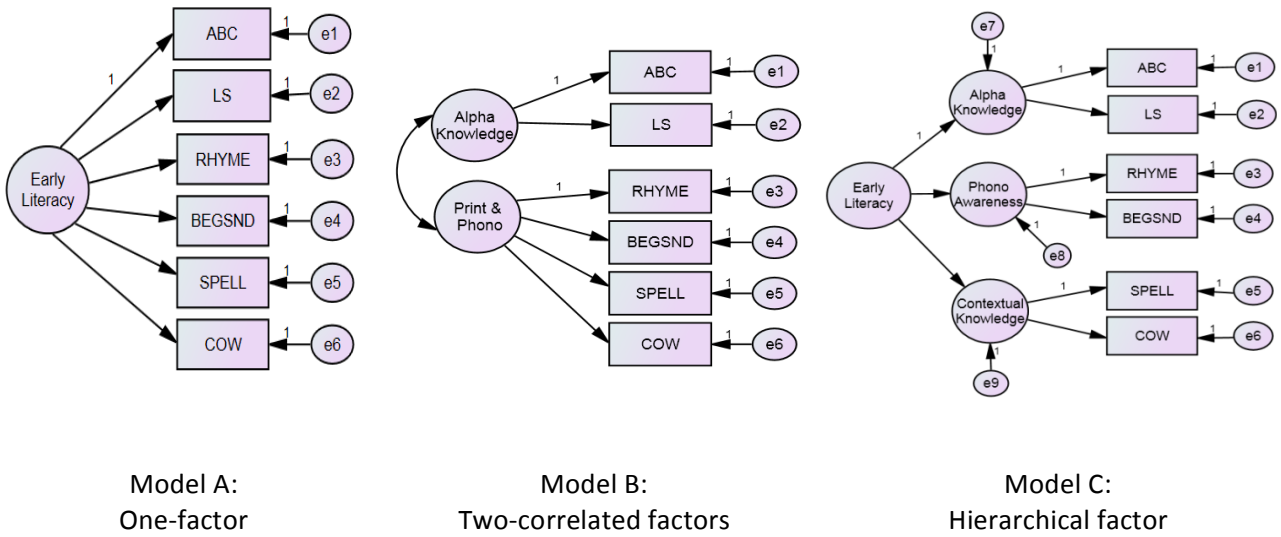 1
ABC
1
e1
LS
1
e2
RHYME
1
e3
Early
Literacy
BEGSND
1
e4
SPELL
1
e5
COW
1
e6
Alpha
Knowledge
1
ABC
1
e1
LS
1
e2
Print &
Phono
1
RHYME
1
e3
BEGSND
1
e4
SPELL
1
e5
COW
1
e6
e7
1
Alpha
Knowledge
1
ABC
1
e1
LS
1
e2
1
Early
Literacy
Phono
Awareness
1
RHYME
1
e3
BEGSND
1
e4
1
e8
Contextual
Knowledge
1
SPELL
1
e5
COW
1
e6
1
e9
Model A:
One-factor
Model B:
Two-correlated factors
Model C:
Hierarchical factor